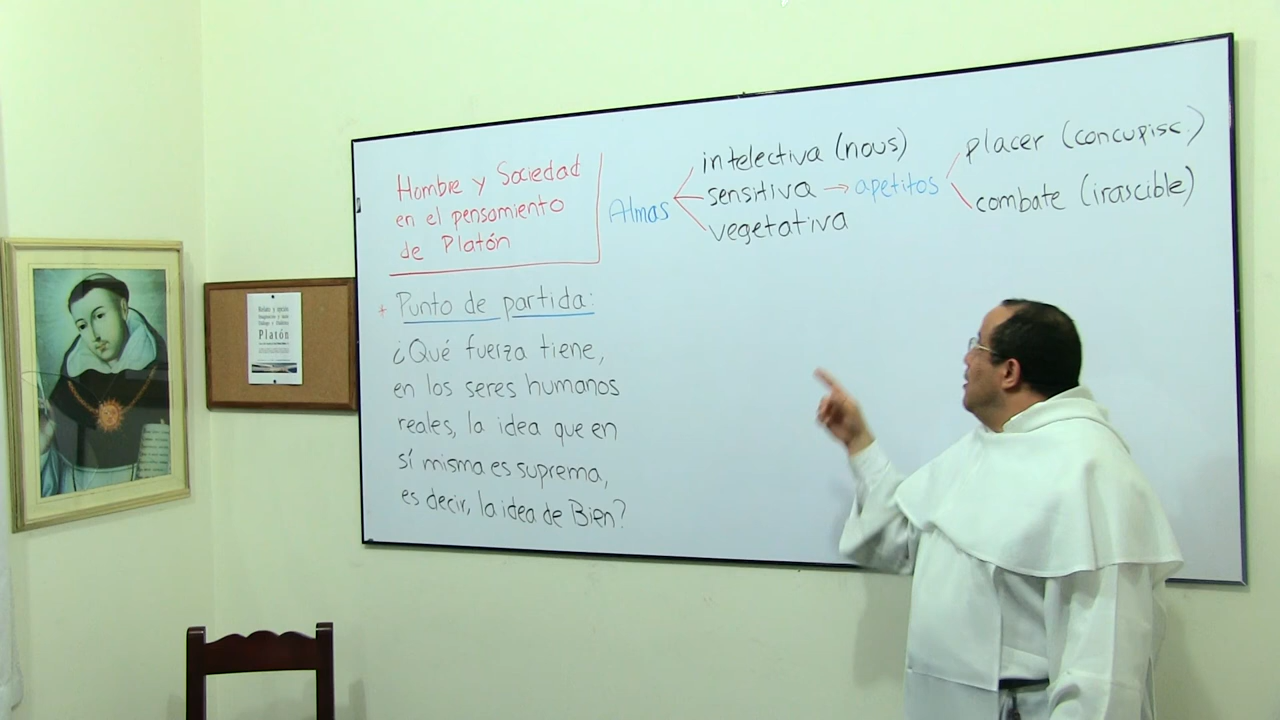 Hombre y Sociedad
en el pensamiento
de Platón
+ Punto de partida:
¿Qué fuerza tiene,
en los seres humanos
reales, la idea que en
sí misma es suprema,
es decir, la idea de Bien?
Almas
intelectiva (nous)
sensitiva → apetitos
vegetativa
placer (concupisc.)
combate (irascible)
Platón